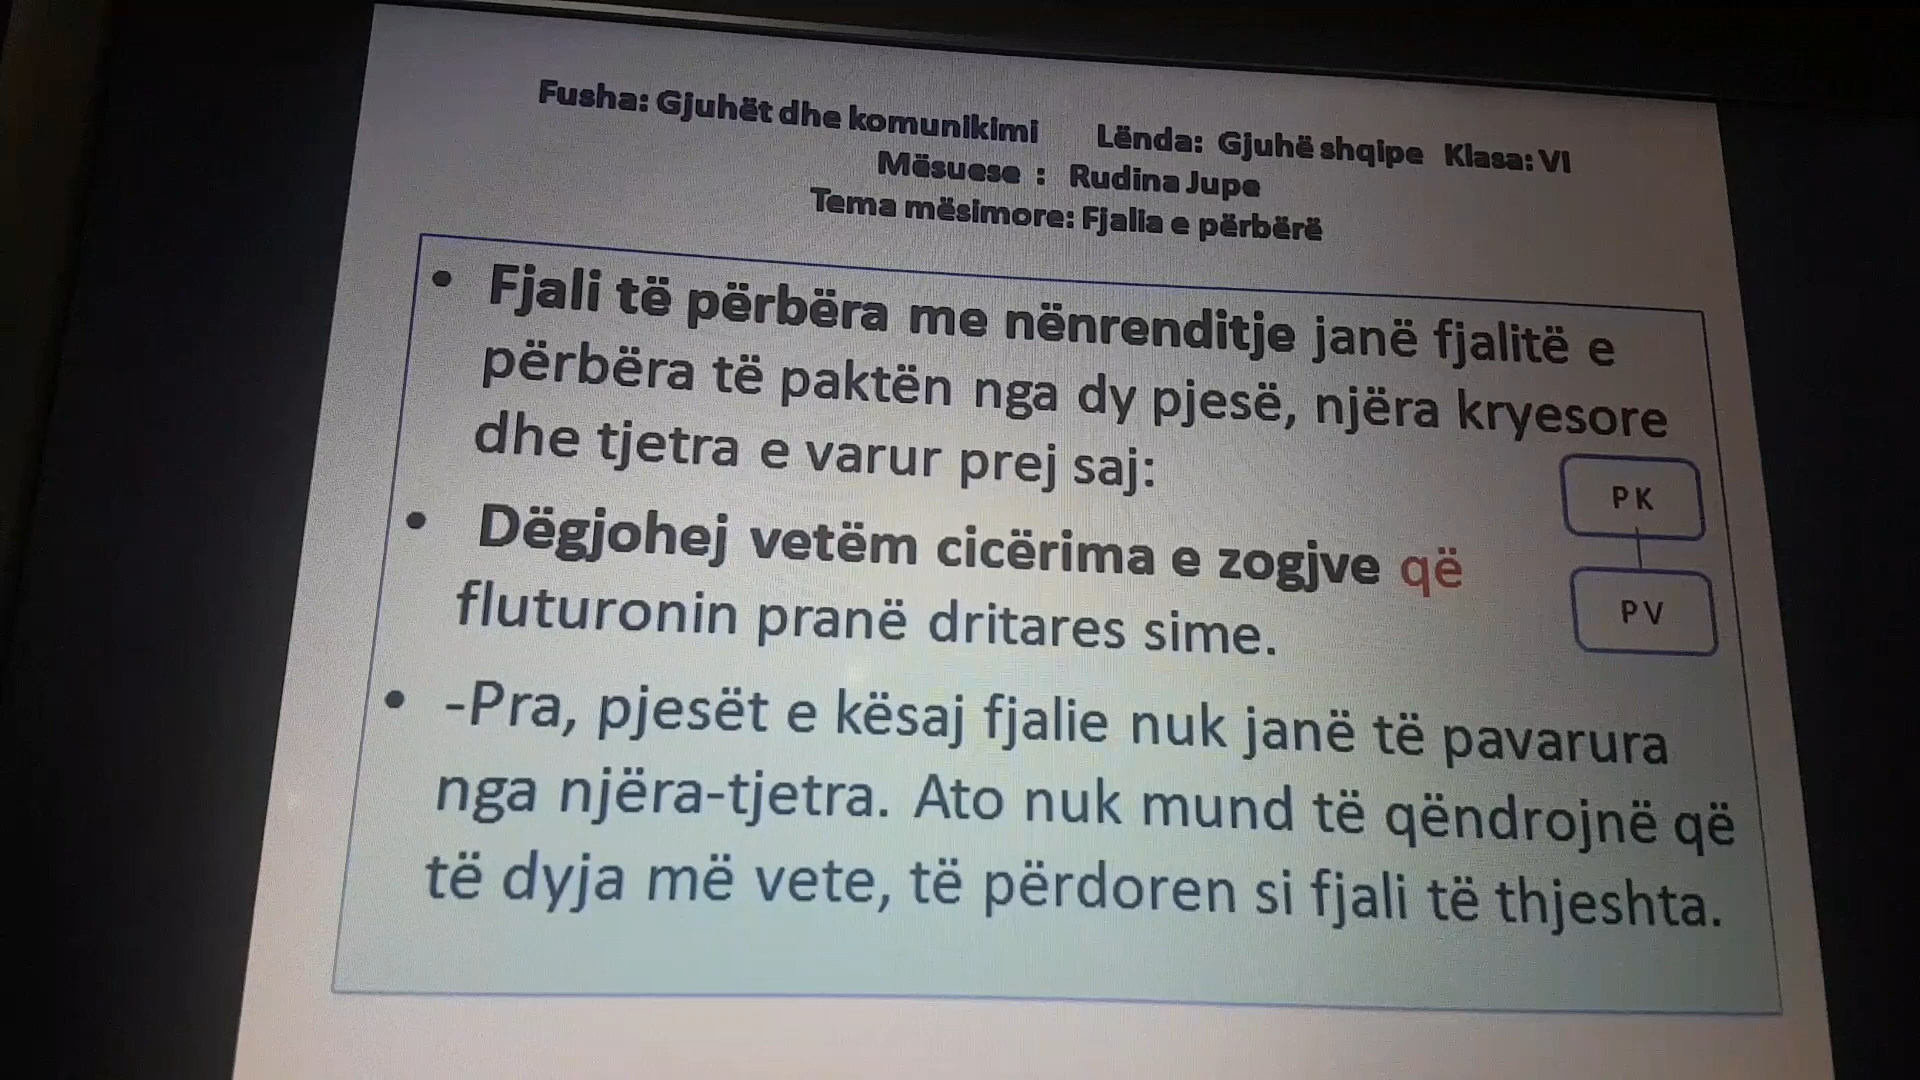 Fusha: Gjuhët dhe komunikimi Lënda: Gjuhë shqipe Klasa: VI
Mësuese : Rudina Jupe
Tema mësimore: Fjalia e përbërë
• Fjali të përbëra me nënrenditje janë fjalitë e
përbëra të paktën nga dy pjesë, njëra kryesore
dhe tjetra e varur prej saj:
PK
• Dëgjohej vetëm cicërima e zogjve që
fluturonin pranë dritares sime.
PV
• -Pra, pjesët e kësaj fjalie nuk janë të pavarura
nga njëra-tjetra. Ato nuk mund të qëndrojnë që
të dyja më vete, të përdoren si fjali të thjeshta.